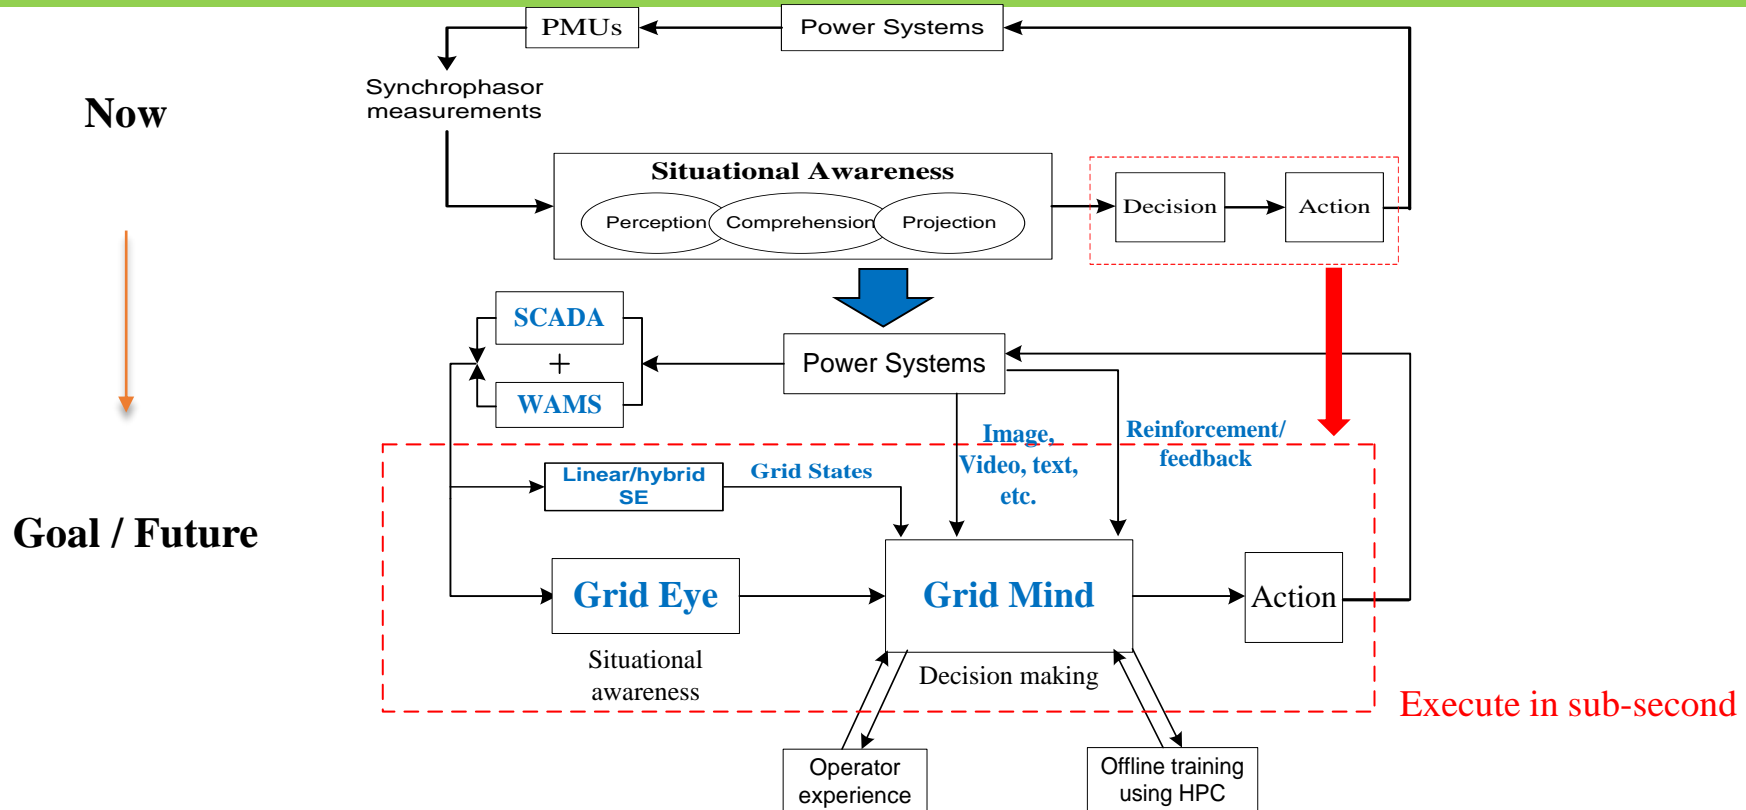 PMUs
Power Systems
Synchrophasor
measurements
Now
Situational Awareness
Perception
Comprehension
Projection
Decision
Action
SCADA
+
WAMS
Power Systems
Image,
Video, text,
etc.
Reinforcement/
feedback
Linear/hybrid
SE
Grid States
Goal / Future
Grid Eye
Grid Mind
Action
Situational
awareness
Decision making
Execute in sub-second
Operator
experience
Offline training
using HPC